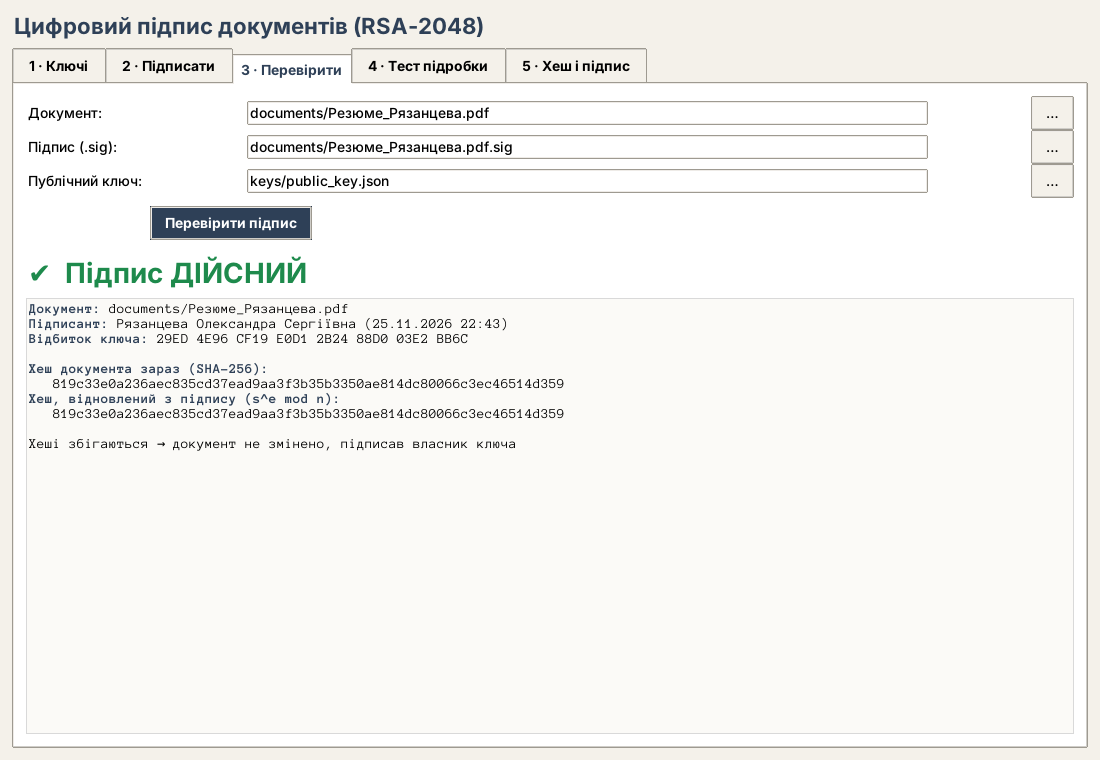 Цифровий підпис документів (RSA-2048)
1 · Ключі
2 · Підписати
3 · Перевірити
4 · Тест підробки
5 · Хеш і підпис
Документ: documents/Резюме_Рязанцева.pdf ...
Підпис (.sig): documents/Резюме_Рязанцева.pdf.sig ...
Публічний ключ: keys/public_key.json ...
Перевірити підпис
✔ Підпис ДІЙСНИЙ
Документ: documents/Резюме_Рязанцева.pdf
Підписант: Рязанцева Олександра Сергіївна (25.11.2026 22:43)
Відбиток ключа: 29ED 4E96 CF19 E0D1 2B24 88D0 03E2 BB6C
Хеш документа зараз (SHA-256):
819c33e0a236aec835cd37ead9aa3f3b35b3350ae814dc80066c3ec46514d359
Хеш, відновлений з підпису (s^e mod n):
819c33e0a236aec835cd37ead9aa3f3b35b3350ae814dc80066c3ec46514d359
Хеші збігаються → документ не змінено, підписав власник ключа